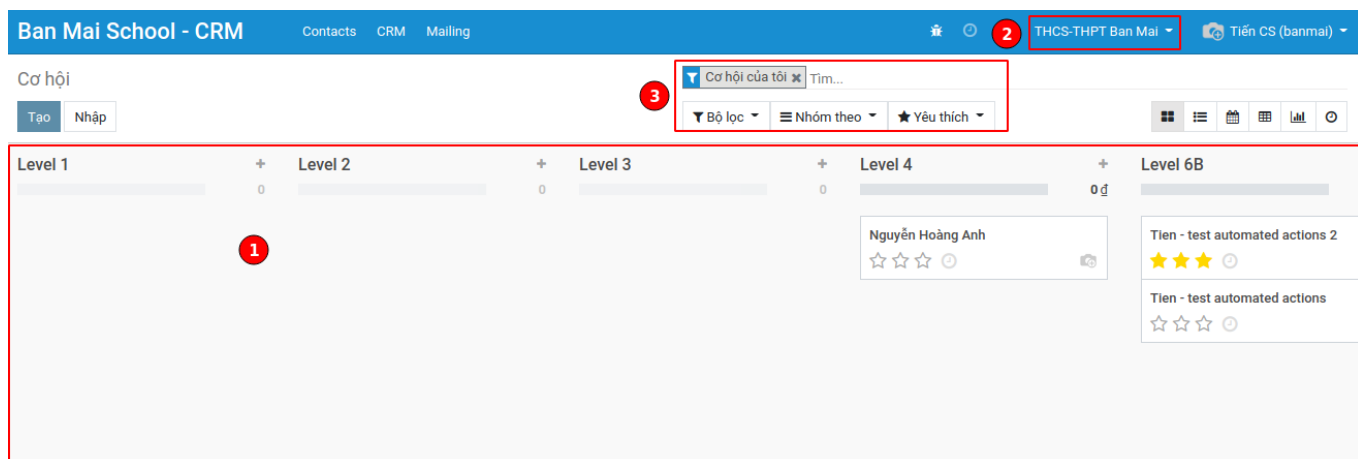 Ban Mai School - CRM Contacts CRM Mailing 2 THCS-THPT Ban Mai Tiến CS (banmai)
Cơ hội Cơ hội của tôi Tìm...
3
Tạo Nhập Bộ lọc Nhóm theo Yêu thích
Level 1 + Level 2 + Level 3 + Level 4 + Level 6B
0 0 0 0 ₫
Nguyễn Hoàng Anh Tien - test automated actions 2
1
Tien - test automated actions